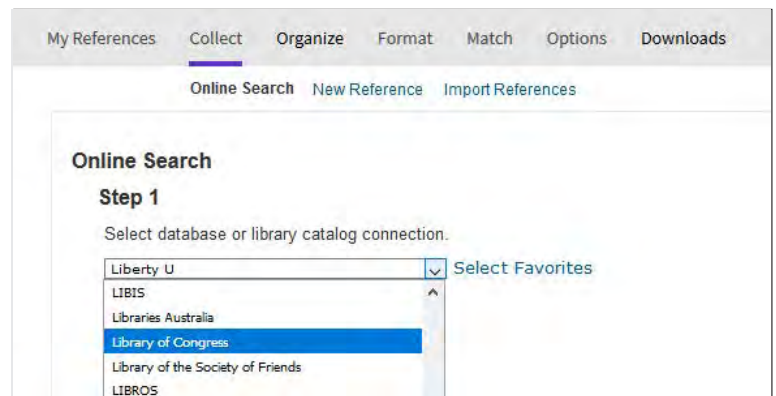 My References Collect Organize Format Match Options Downloads
Online Search New Reference Import References
Online Search
Step 1
Select database or library catalog connection.
Liberty U Select Favorites
LIBIS
Libraries Australia
Library of Congress
Library of the Society of Friends
LIBROS